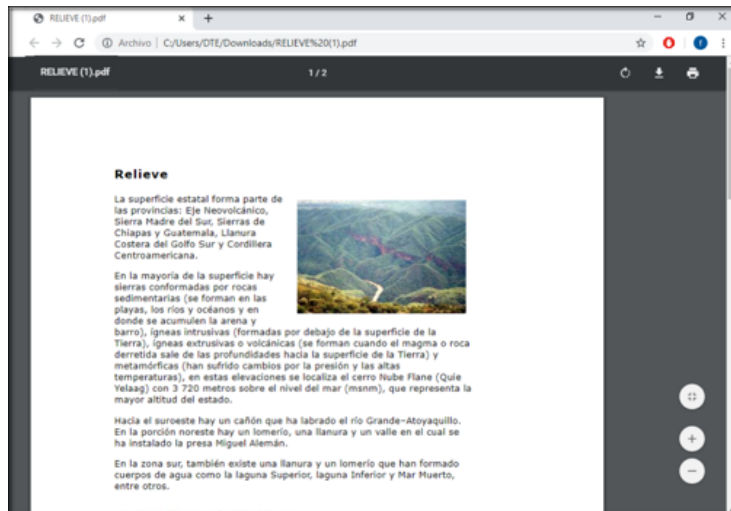 RELIEVE (1).pdf
Archivo | C:/Users/DTE/Downloads/RELIEVE%20(1).pdf
RELIEVE (1).pdf
1 / 2
Relieve
La superficie estatal forma parte de
las provincias: Eje Neovolcánico,
Sierra Madre del Sur, Sierras de
Chiapas y Guatemala, Llanura
Costera del Golfo Sur y Cordillera
Centroamericana.
En la mayoría de la superficie hay
sierras conformadas por rocas
sedimentarias (se forman en las
playas, los ríos y océanos y en
donde se acumulen la arena y
barro), ígneas intrusivas (formadas por debajo de la superficie de la
Tierra), ígneas extrusivas o volcánicas (se forman cuando el magma o roca
derretida sale de las profundidades hacia la superficie de la Tierra) y
metamórficas (han sufrido cambios por la presión y las altas
temperaturas), en estas elevaciones se localiza el cerro Nube Flane (Quie
Yelaag) con 3 720 metros sobre el nivel del mar (msnm), que representa la
mayor altitud del estado.
Hacia el suroeste hay un cañón que ha labrado el río Grande-Atoyaquillo.
En la porción noreste hay un lomerío, una llanura y un valle en el cual se
ha instalado la presa Miguel Alemán.
En la zona sur, también existe una llanura y un lomerío que han formado
cuerpos de agua como la laguna Superior, laguna Inferior y Mar Muerto,
entre otros.